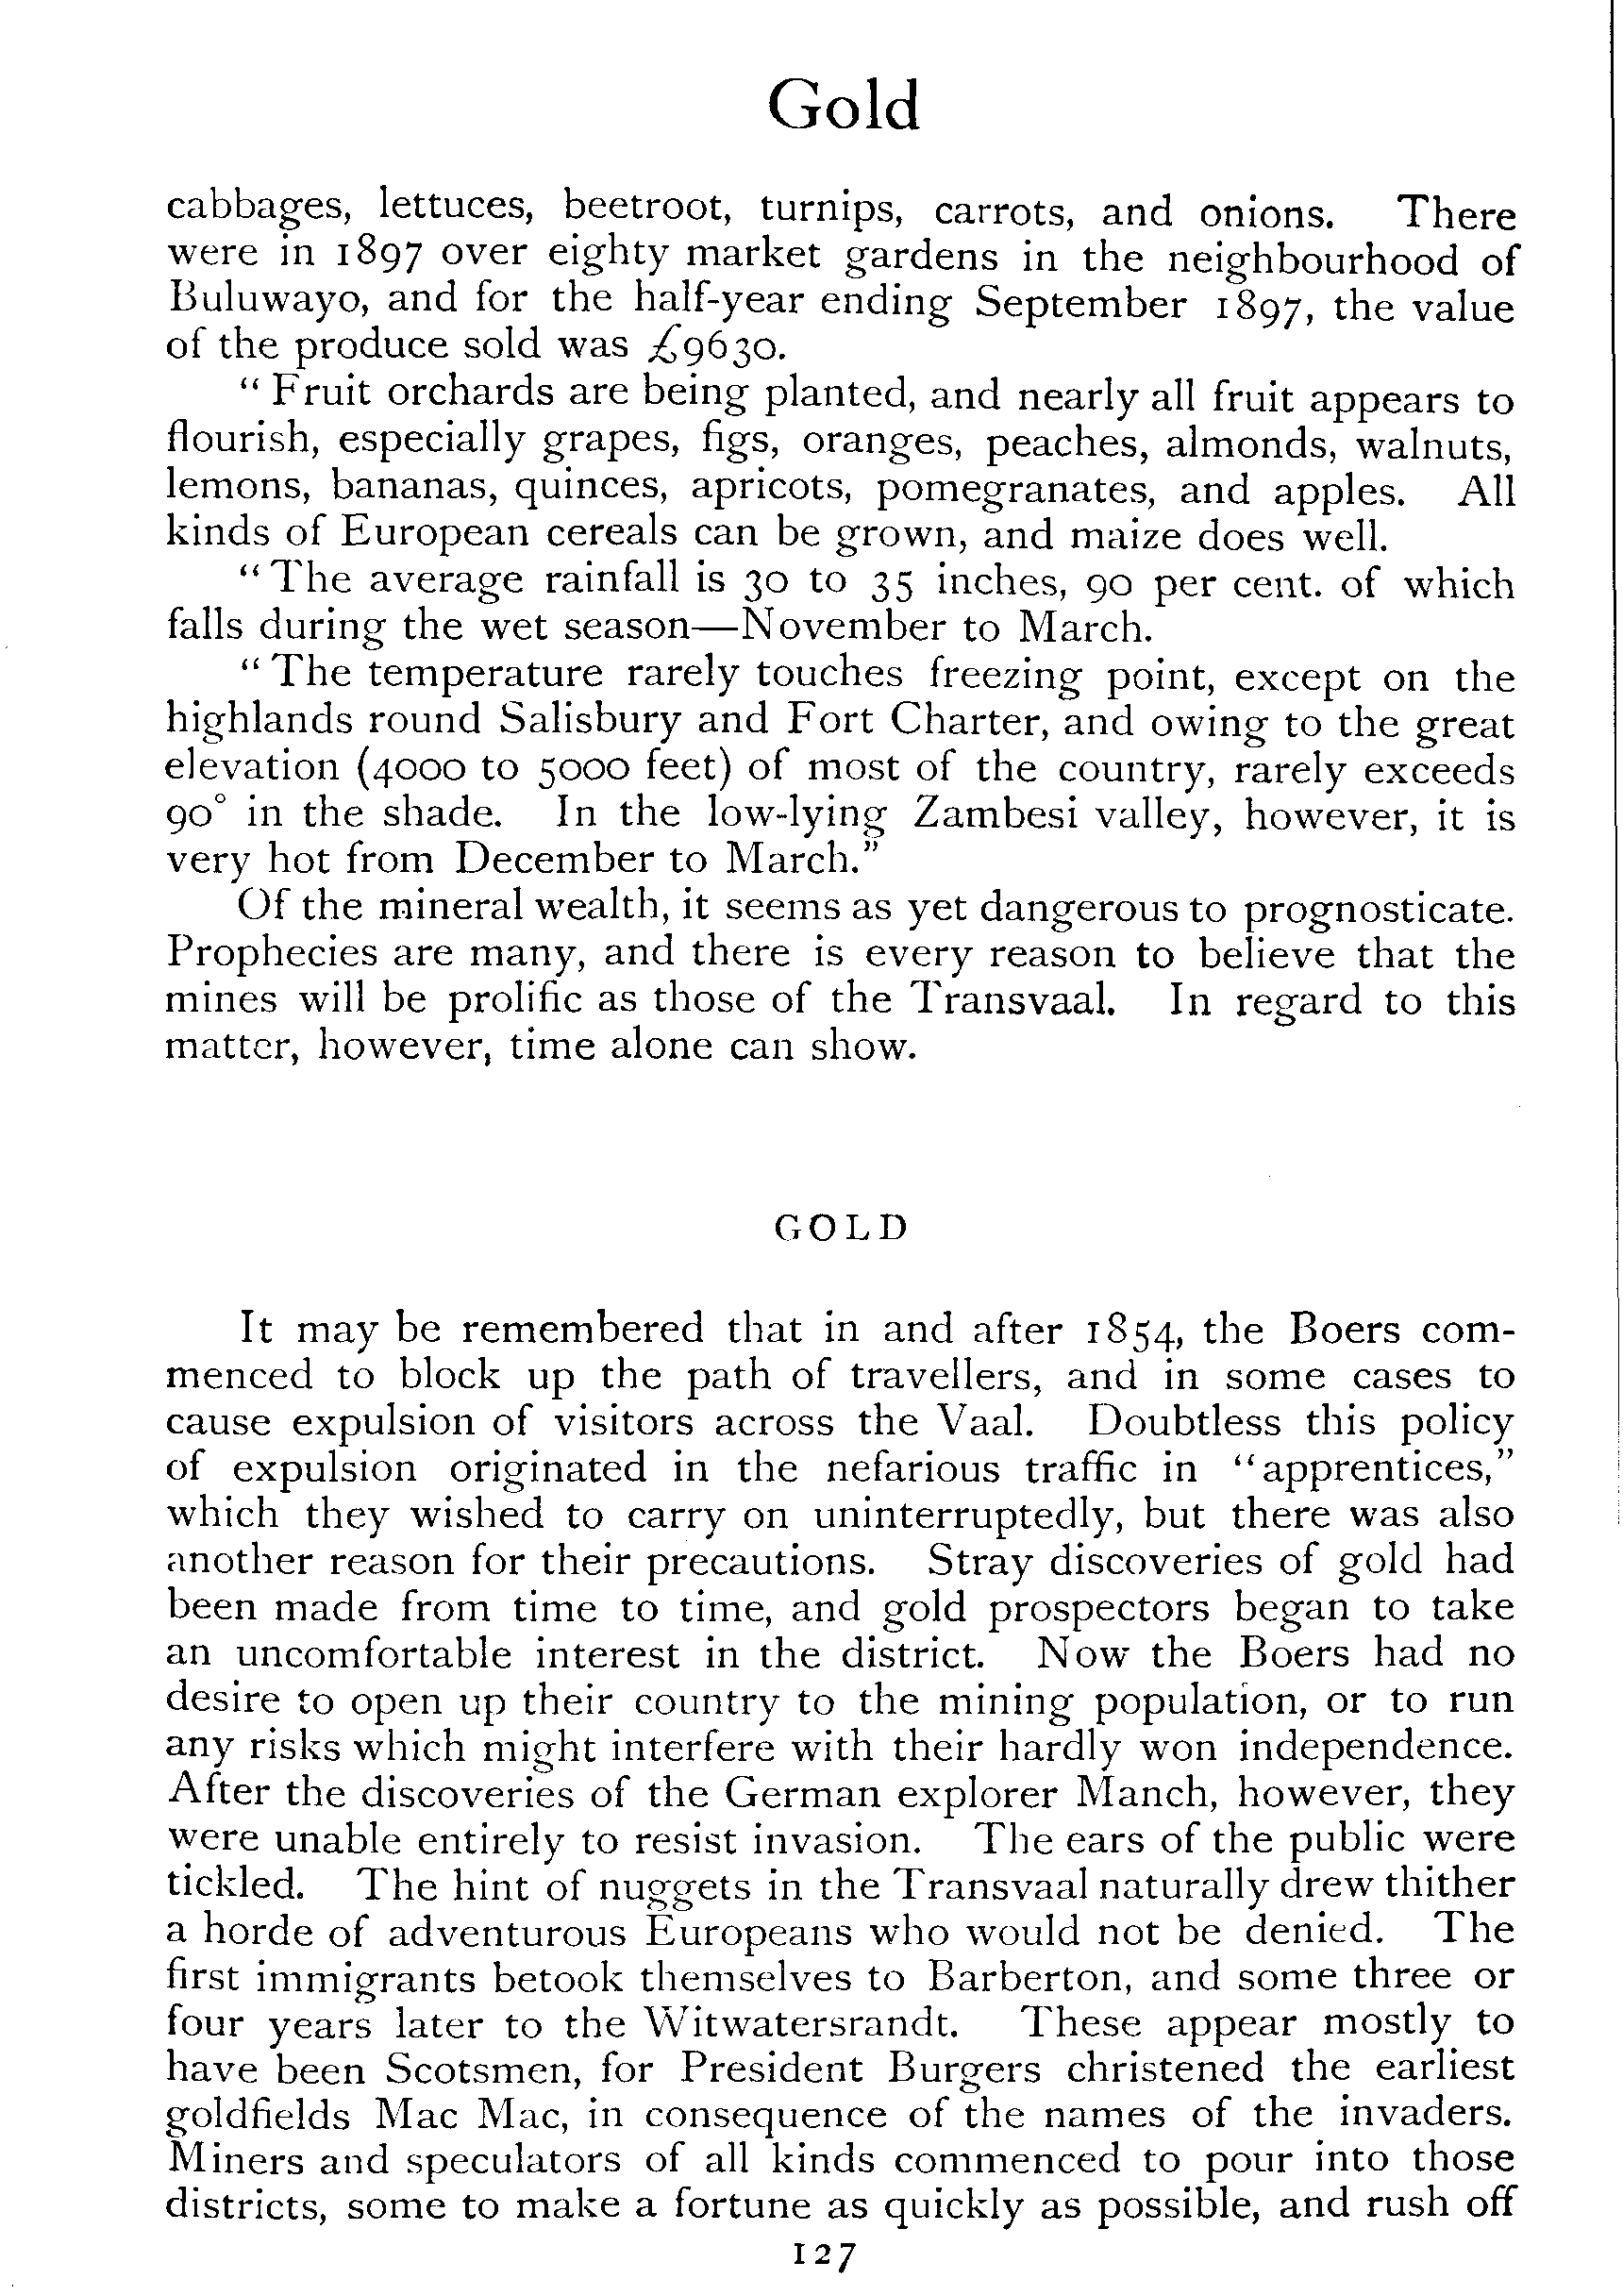 Gold
cabbages, lettuces, beetroot, turnips, carrots, and onions. There
were in 1897 over eighty market gardens in the neighbourhood of
Buluwayo, and for the half-year ending September 1897, the value
of the produce sold was £9630.
“Fruit orchards are being planted, and nearly all fruit appears to
flourish, especially grapes, figs, oranges, peaches, almonds, walnuts,
lemons, bananas, quinces, apricots, pomegranates, and apples. All
kinds of European cereals can be grown, and maize does well.
“The average rainfall is 30 to 35 inches, 90 per cent. of which
falls during the wet season—November to March.
“The temperature rarely touches freezing point, except on the
highlands round Salisbury and Fort Charter, and owing to the great
elevation (4000 to 5000 feet) of most of the country, rarely exceeds
90° in the shade. In the low-lying Zambesi valley, however, it is
very hot from December to March.”
Of the mineral wealth, it seems as yet dangerous to prognosticate.
Prophecies are many, and there is every reason to believe that the
mines will be prolific as those of the Transvaal. In regard to this
matter, however, time alone can show.
GOLD
It may be remembered that in and after 1854, the Boers com-
menced to block up the path of travellers, and in some cases to
cause expulsion of visitors across the Vaal. Doubtless this policy
of expulsion originated in the nefarious traffic in “apprentices,”
which they wished to carry on uninterruptedly, but there was also
another reason for their precautions. Stray discoveries of gold had
been made from time to time, and gold prospectors began to take
an uncomfortable interest in the district. Now the Boers had no
desire to open up their country to the mining population, or to run
any risks which might interfere with their hardly won independence.
After the discoveries of the German explorer Manch, however, they
were unable entirely to resist invasion. The ears of the public were
tickled. The hint of nuggets in the Transvaal naturally drew thither
a horde of adventurous Europeans who would not be denied. The
first immigrants betook themselves to Barberton, and some three or
four years later to the Witwatersrandt. These appear mostly to
have been Scotsmen, for President Burgers christened the earliest
goldfields Mac Mac, in consequence of the names of the invaders.
Miners and speculators of all kinds commenced to pour into those
districts, some to make a fortune as quickly as possible, and rush off
127